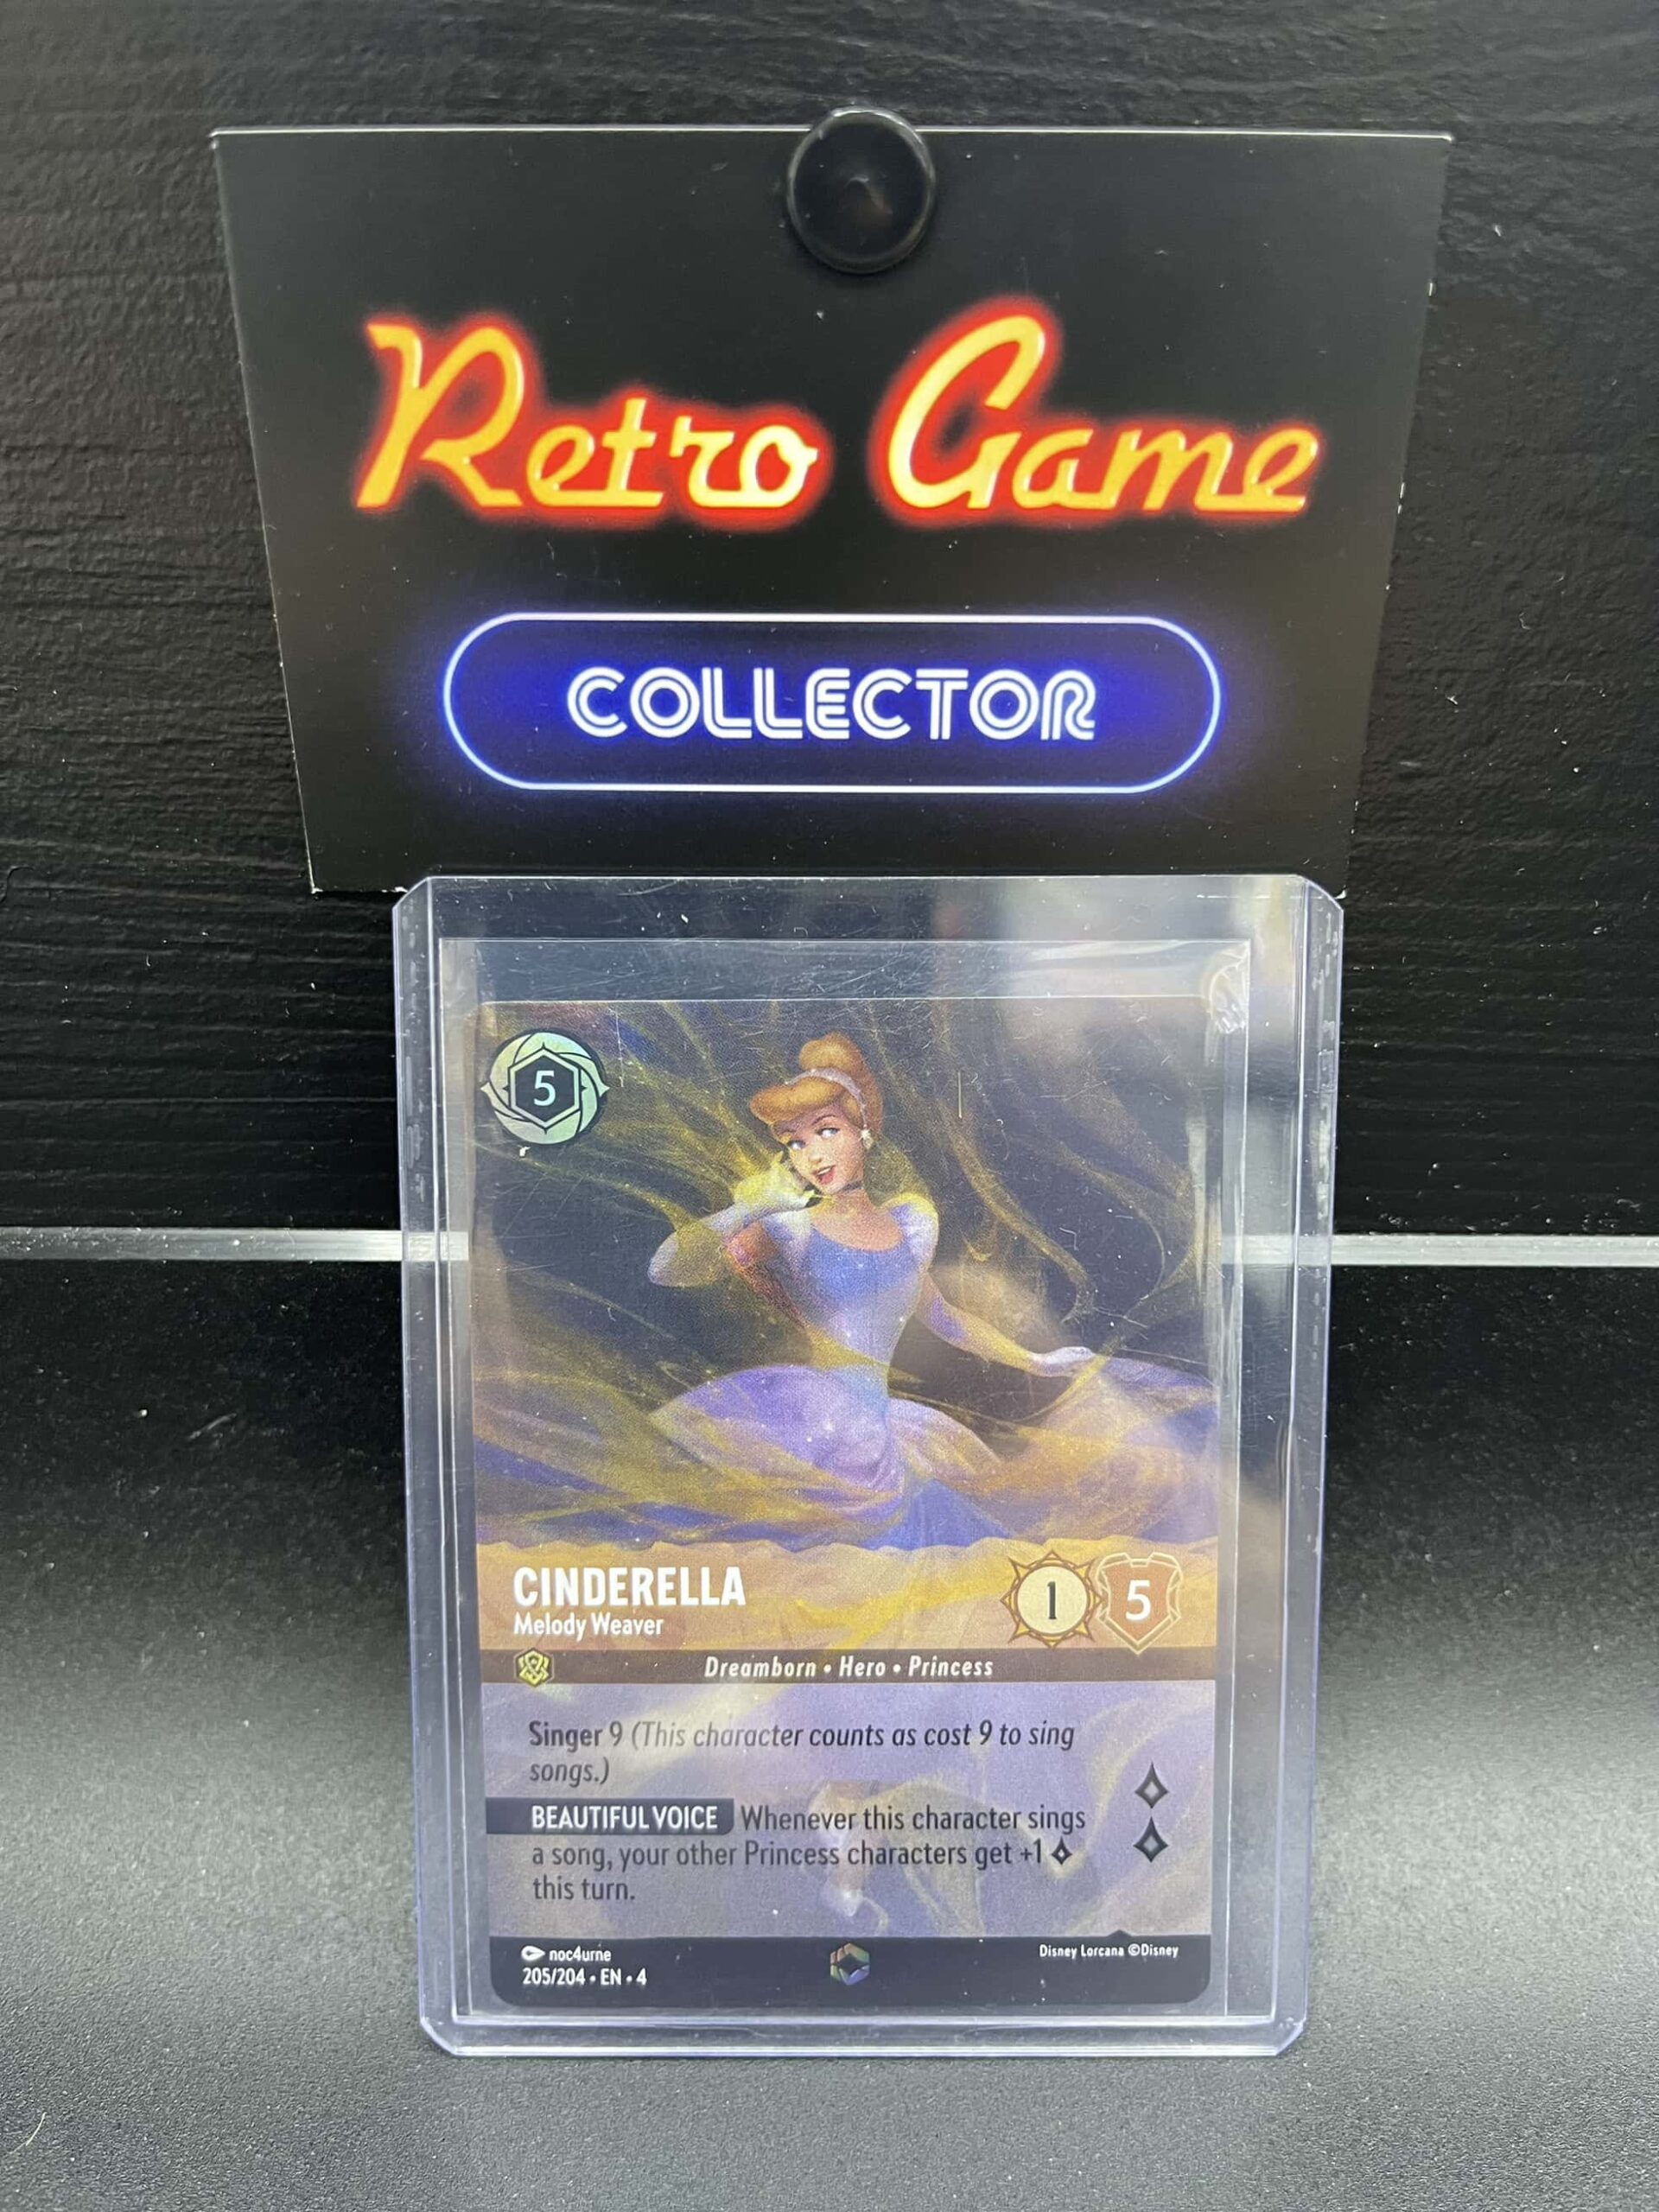 Retro Game
COLLECTOR
5
CINDERELLA
Melody Weaver
1 5
Dreamborn • Hero • Princess
Singer 9 (This character counts as cost 9 to sing
songs.)
BEAUTIFUL VOICE Whenever this character sings
a song, your other Princess characters get +1
this turn.
noc4urne
Disney Lorcana ©Disney
205/204 • EN • 4